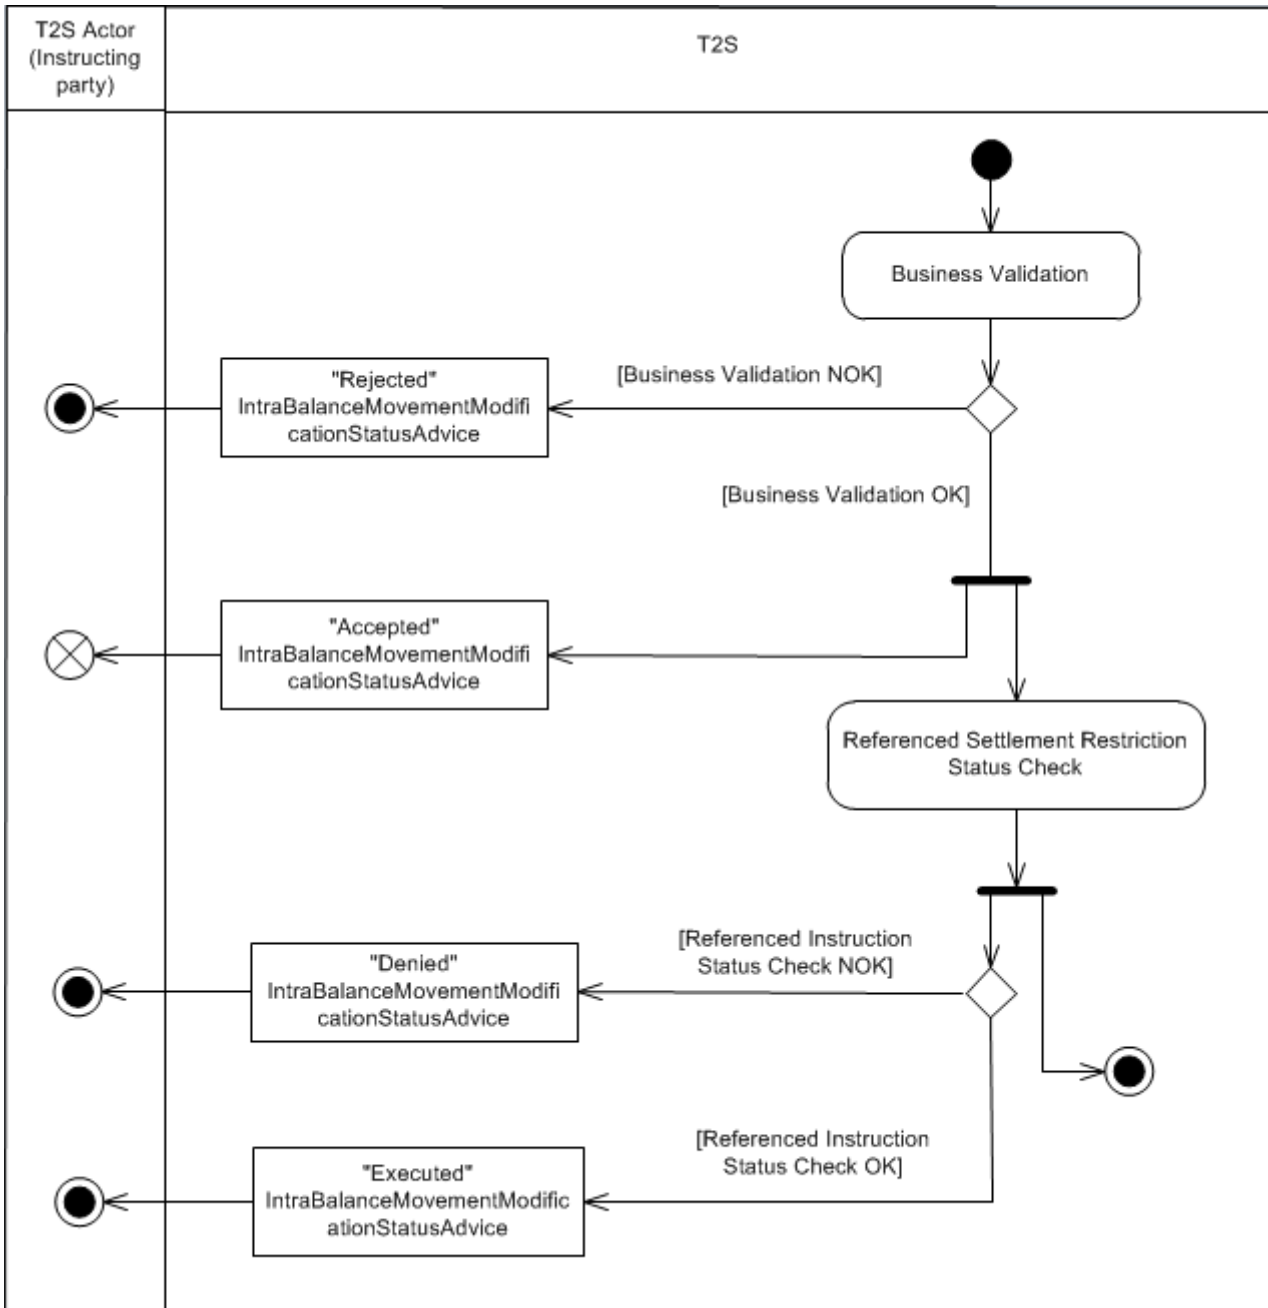 T2S Actor
(Instructing
party)
T2S
Business Validation
[Business Validation NOK]
"Rejected"
IntraBalanceMovementModifi
cationStatusAdvice
[Business Validation OK]
"Accepted"
IntraBalanceMovementModifi
cationStatusAdvice
Referenced Settlement Restriction
Status Check
[Referenced Instruction
Status Check NOK]
"Denied"
IntraBalanceMovementModifi
cationStatusAdvice
[Referenced Instruction
Status Check OK]
"Executed"
IntraBalanceMovementModific
ationStatusAdvice